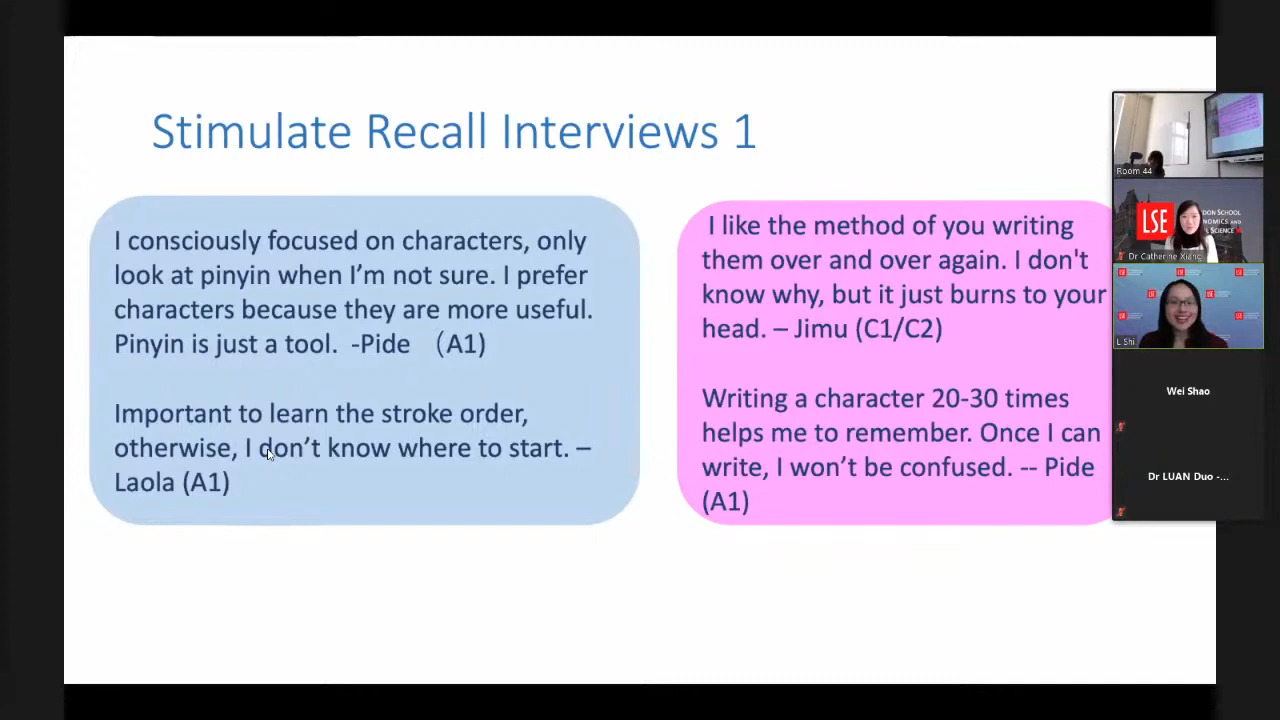 Stimulate Recall Interviews 1
I consciously focused on characters, only
look at pinyin when I’m not sure. I prefer
characters because they are more useful.
Pinyin is just a tool. -Pide （A1)
Important to learn the stroke order,
otherwise, I don’t know where to start. –
Laola (A1)
I like the method of you writing
them over and over again. I don't
know why, but it just burns to your
head. – Jimu (C1/C2)
Writing a character 20-30 times
helps me to remember. Once I can
write, I won’t be confused. -- Pide
(A1)
Room 44
LSE
DON SCHOOL
NOMICS AND
L SCIENCE
Dr Catherine Xiang
L Shi
Wei Shao
Dr LUAN Duo -...